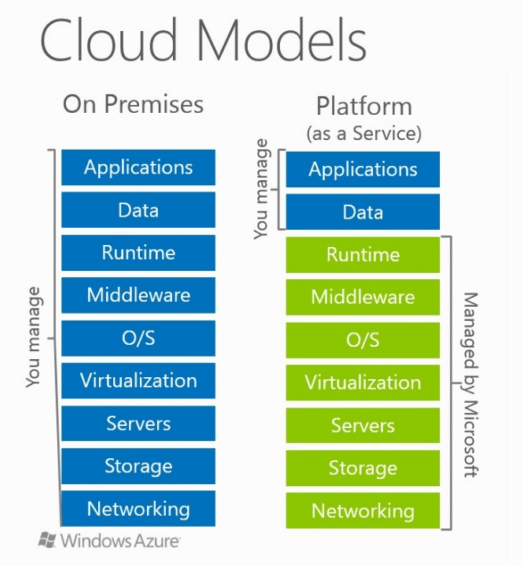 Cloud Models
On Premises
You manage
Applications
Data
Runtime
Middleware
O/S
Virtualization
Servers
Storage
Networking
Platform
(as a Service)
You manage
Applications
Data
Runtime
Middleware
O/S
Virtualization
Servers
Storage
Networking
Managed by Microsoft
Windows Azure